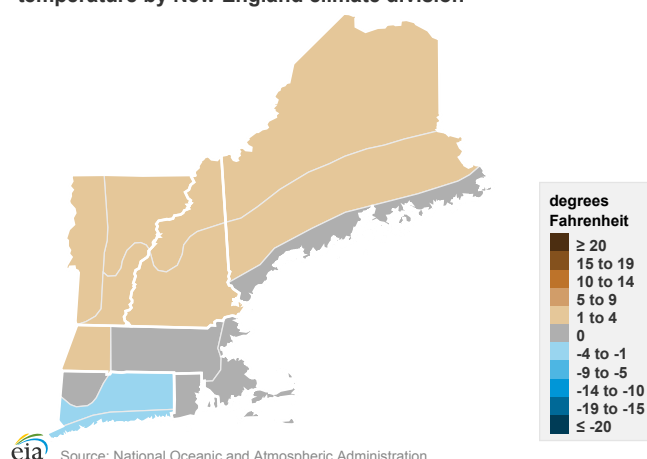 temperature by New England climate division
degrees
Fahrenheit
≥ 20
15 to 19
10 to 14
5 to 9
1 to 4
0
-4 to -1
-9 to -5
-14 to -10
-19 to -15
≤ -20
eia Source: National Oceanic and Atmospheric Administration